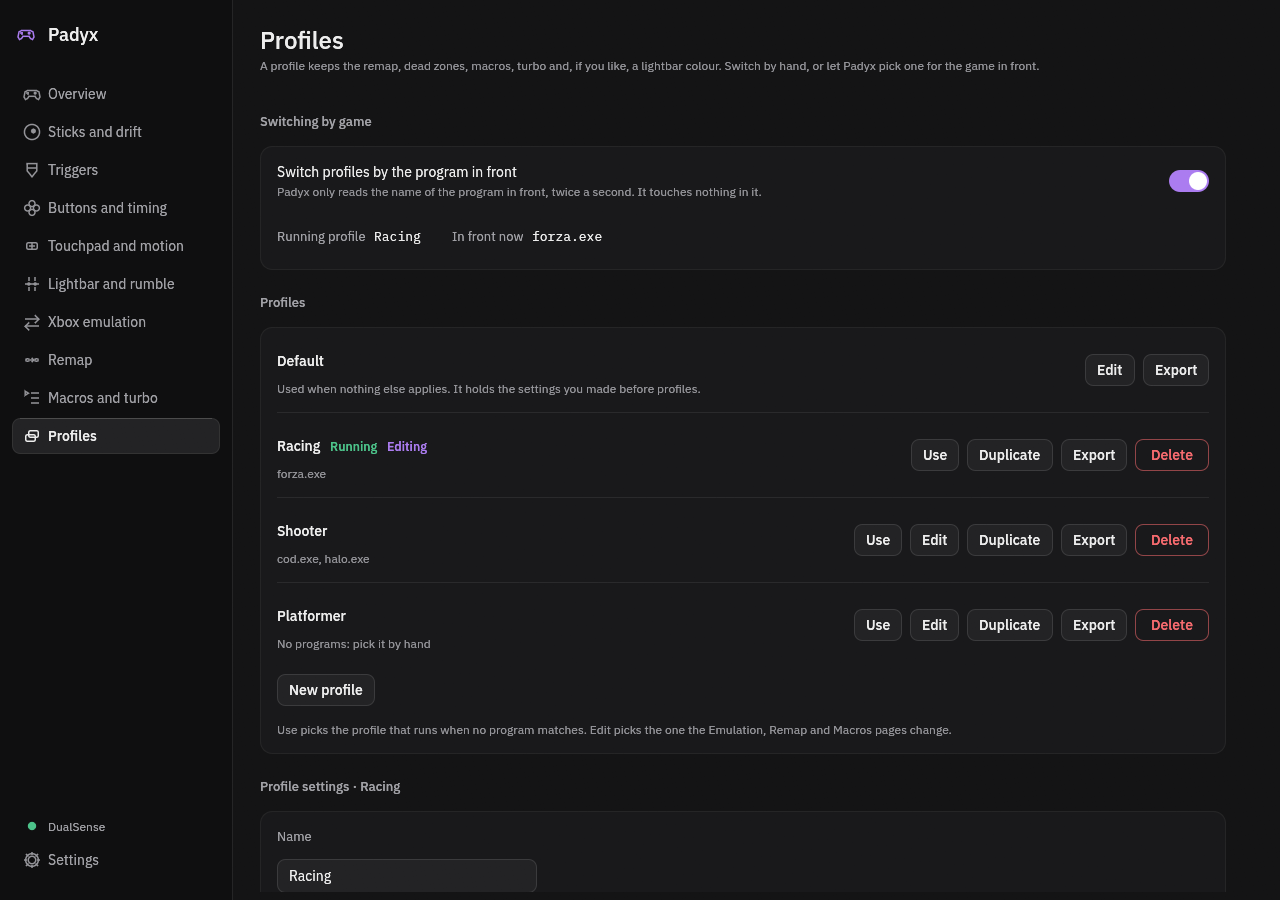 Padyx
Overview
Sticks and drift
Triggers
Buttons and timing
Touchpad and motion
Lightbar and rumble
Xbox emulation
Remap
Macros and turbo
Profiles
DualSense
Settings
Profiles
A profile keeps the remap, dead zones, macros, turbo and, if you like, a lightbar colour. Switch by hand, or let Padyx pick one for the game in front.
Switching by game
Switch profiles by the program in front
Padyx only reads the name of the program in front, twice a second. It touches nothing in it.
Running profile Racing In front now forza.exe
Profiles
Default
Edit Export
Used when nothing else applies. It holds the settings you made before profiles.
Racing Running Editing
Use Duplicate Export Delete
forza.exe
Shooter
Use Edit Duplicate Export Delete
cod.exe, halo.exe
Platformer
Use Edit Duplicate Export Delete
No programs: pick it by hand
New profile
Use picks the profile that runs when no program matches. Edit picks the one the Emulation, Remap and Macros pages change.
Profile settings · Racing
Name
Racing